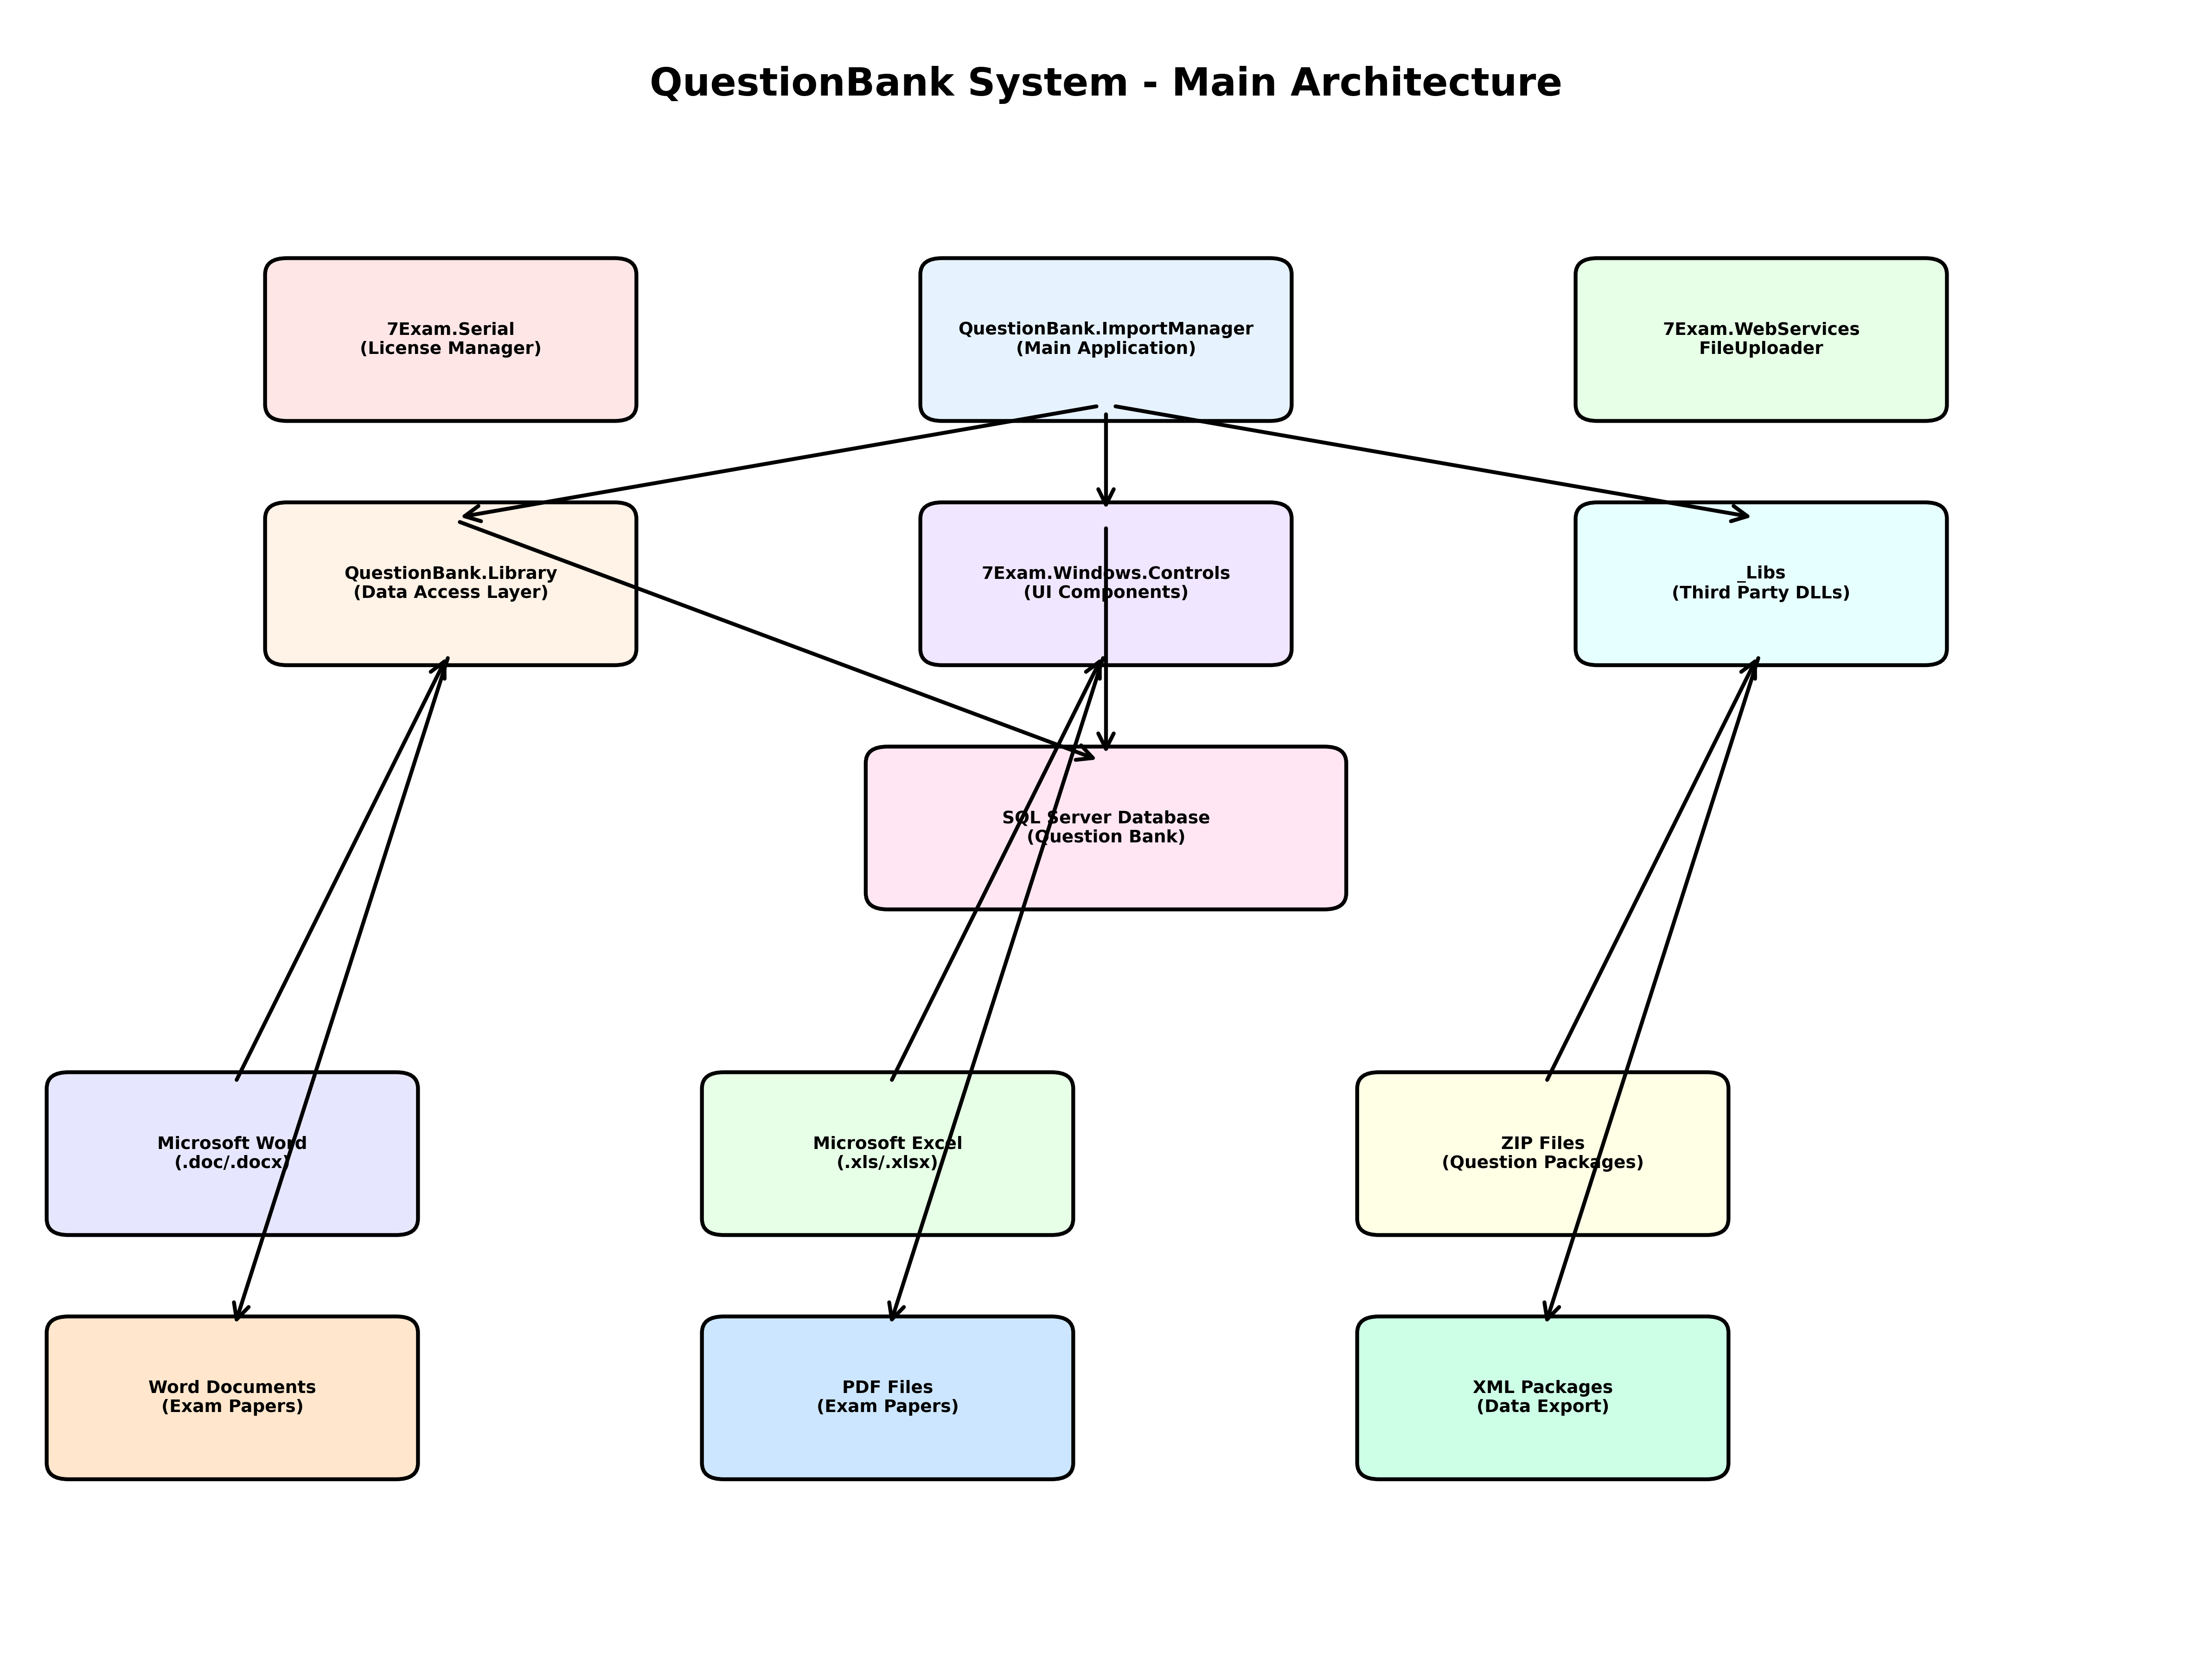 QuestionBank System - Main Architecture
7Exam.Serial
(License Manager)
QuestionBank.ImportManager
(Main Application)
7Exam.WebServices
FileUploader
QuestionBank.Library
(Data Access Layer)
7Exam.Windows.Controls
(UI Components)
_Libs
(Third Party DLLs)
SQL Server Database
(Question Bank)
Microsoft Word
(.doc/.docx)
Microsoft Excel
(.xls/.xlsx)
ZIP Files
(Question Packages)
Word Documents
(Exam Papers)
PDF Files
(Exam Papers)
XML Packages
(Data Export)